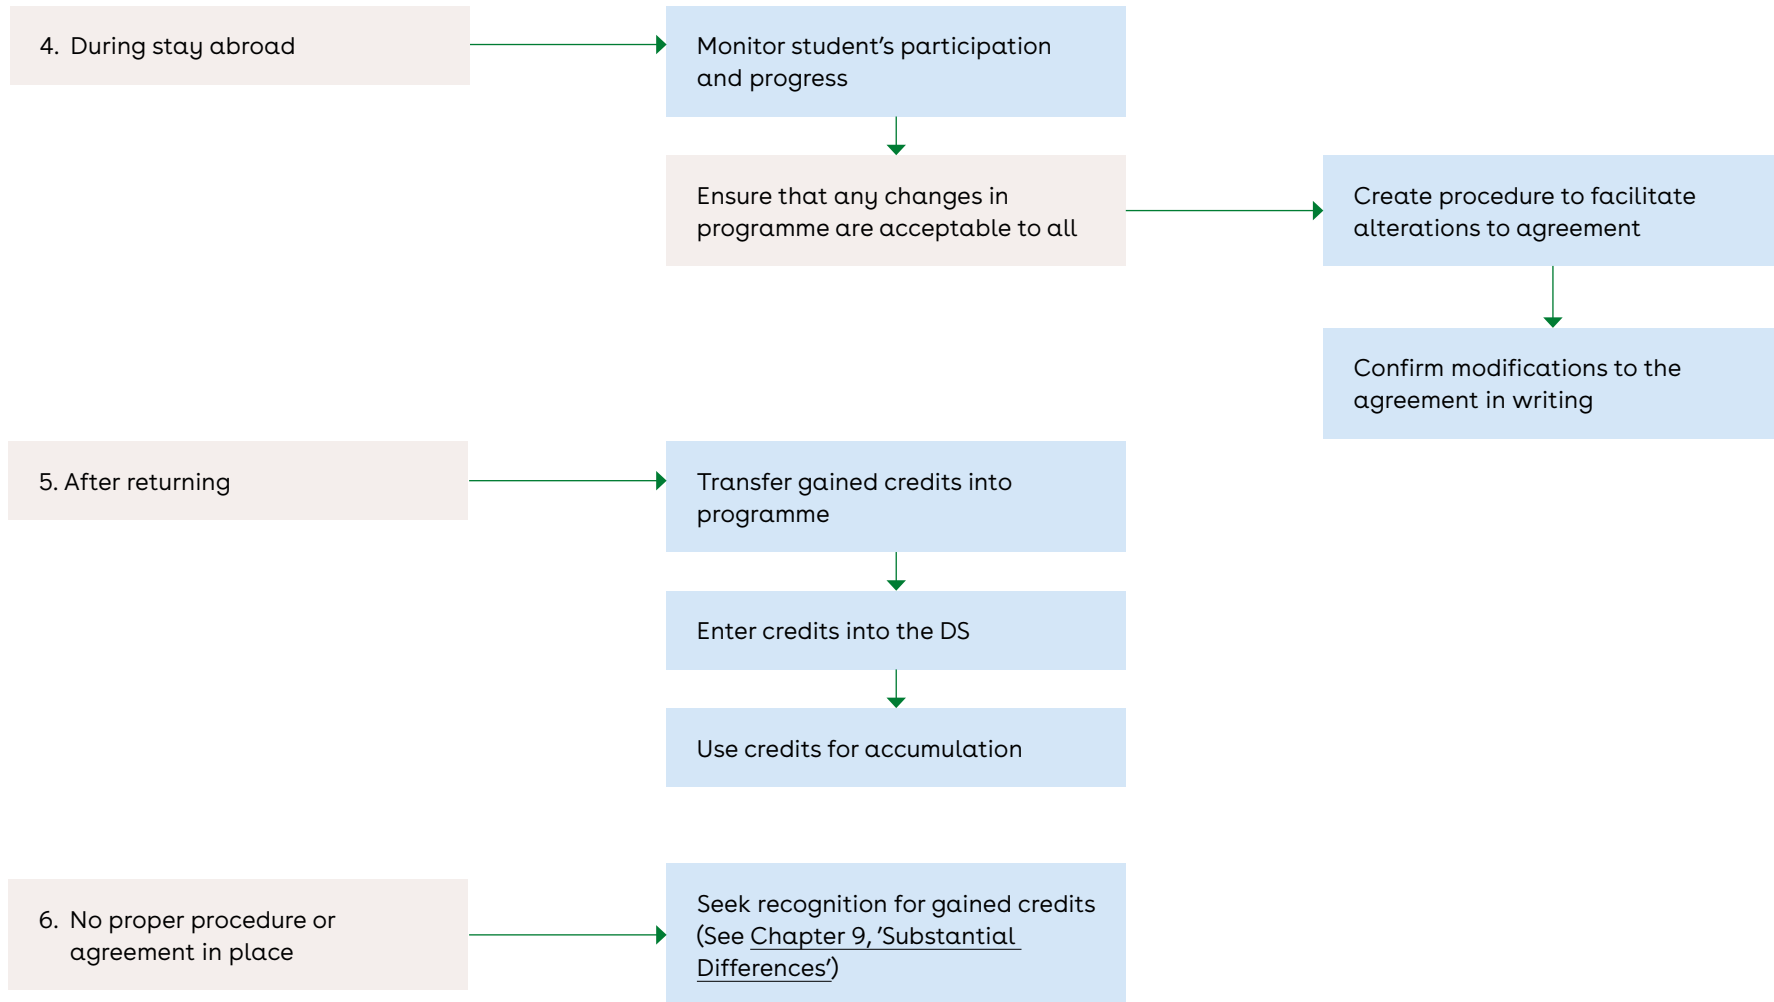 4. During stay abroad
Monitor student's participation
and progress
Ensure that any changes in
programme are acceptable to all
Create procedure to facilitate
alterations to agreement
Confirm modifications to the
agreement in writing
5. After returning
Transfer gained credits into
programme
Enter credits into the DS
Use credits for accumulation
6. No proper procedure or
agreement in place
Seek recognition for gained credits
(See Chapter 9, 'Substantial
Differences')